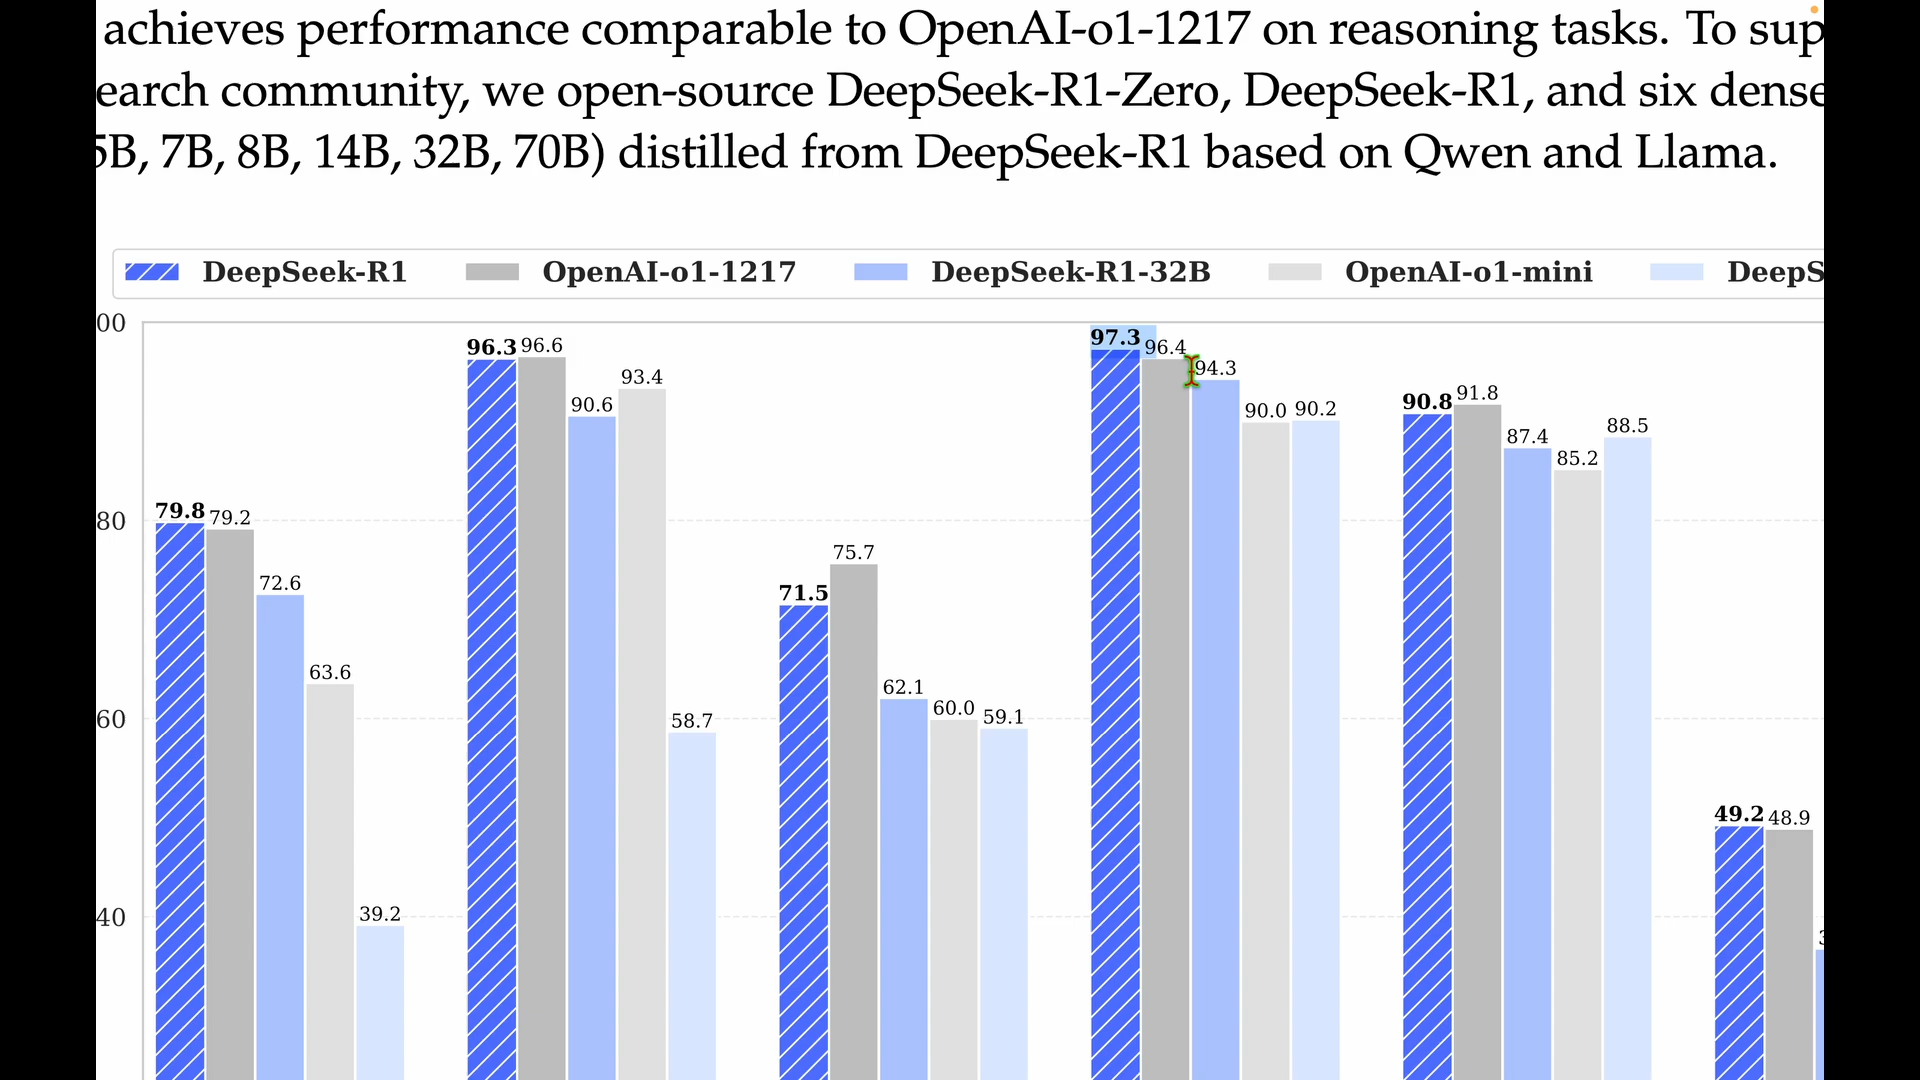 achieves performance comparable to OpenAI-o1-1217 on reasoning tasks. To sup
earch community, we open-source DeepSeek-R1-Zero, DeepSeek-R1, and six dense
5B, 7B, 8B, 14B, 32B, 70B) distilled from DeepSeek-R1 based on Qwen and Llama.
DeepSeek-R1 OpenAI-o1-1217 DeepSeek-R1-32B OpenAI-o1-mini DeepS
00
80
60
40
79.8 79.2 72.6 63.6 39.2
96.3 96.6 90.6 93.4 58.7
71.5 75.7 62.1 60.0 59.1
97.3 96.4 94.3 90.0 90.2
90.8 91.8 87.4 85.2 88.5
49.2 48.9